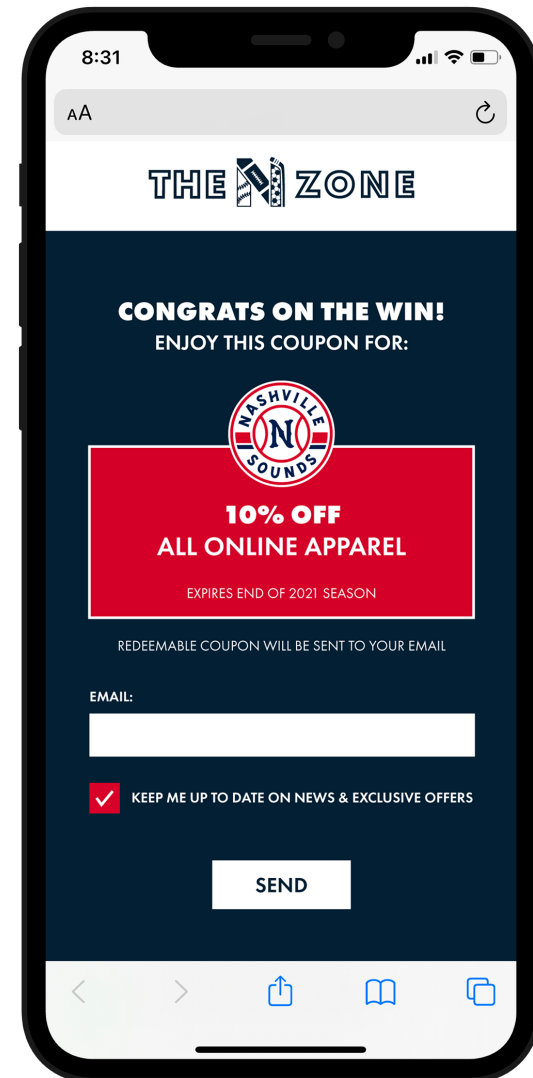 8:31
AA
THE N ZONE
CONGRATS ON THE WIN!
ENJOY THIS COUPON FOR:
NASHVILLE
N
SOUNDS
10% OFF
ALL ONLINE APPAREL
EXPIRES END OF 2021 SEASON
REDEEMABLE COUPON WILL BE SENT TO YOUR EMAIL
EMAIL:
KEEP ME UP TO DATE ON NEWS & EXCLUSIVE OFFERS
SEND